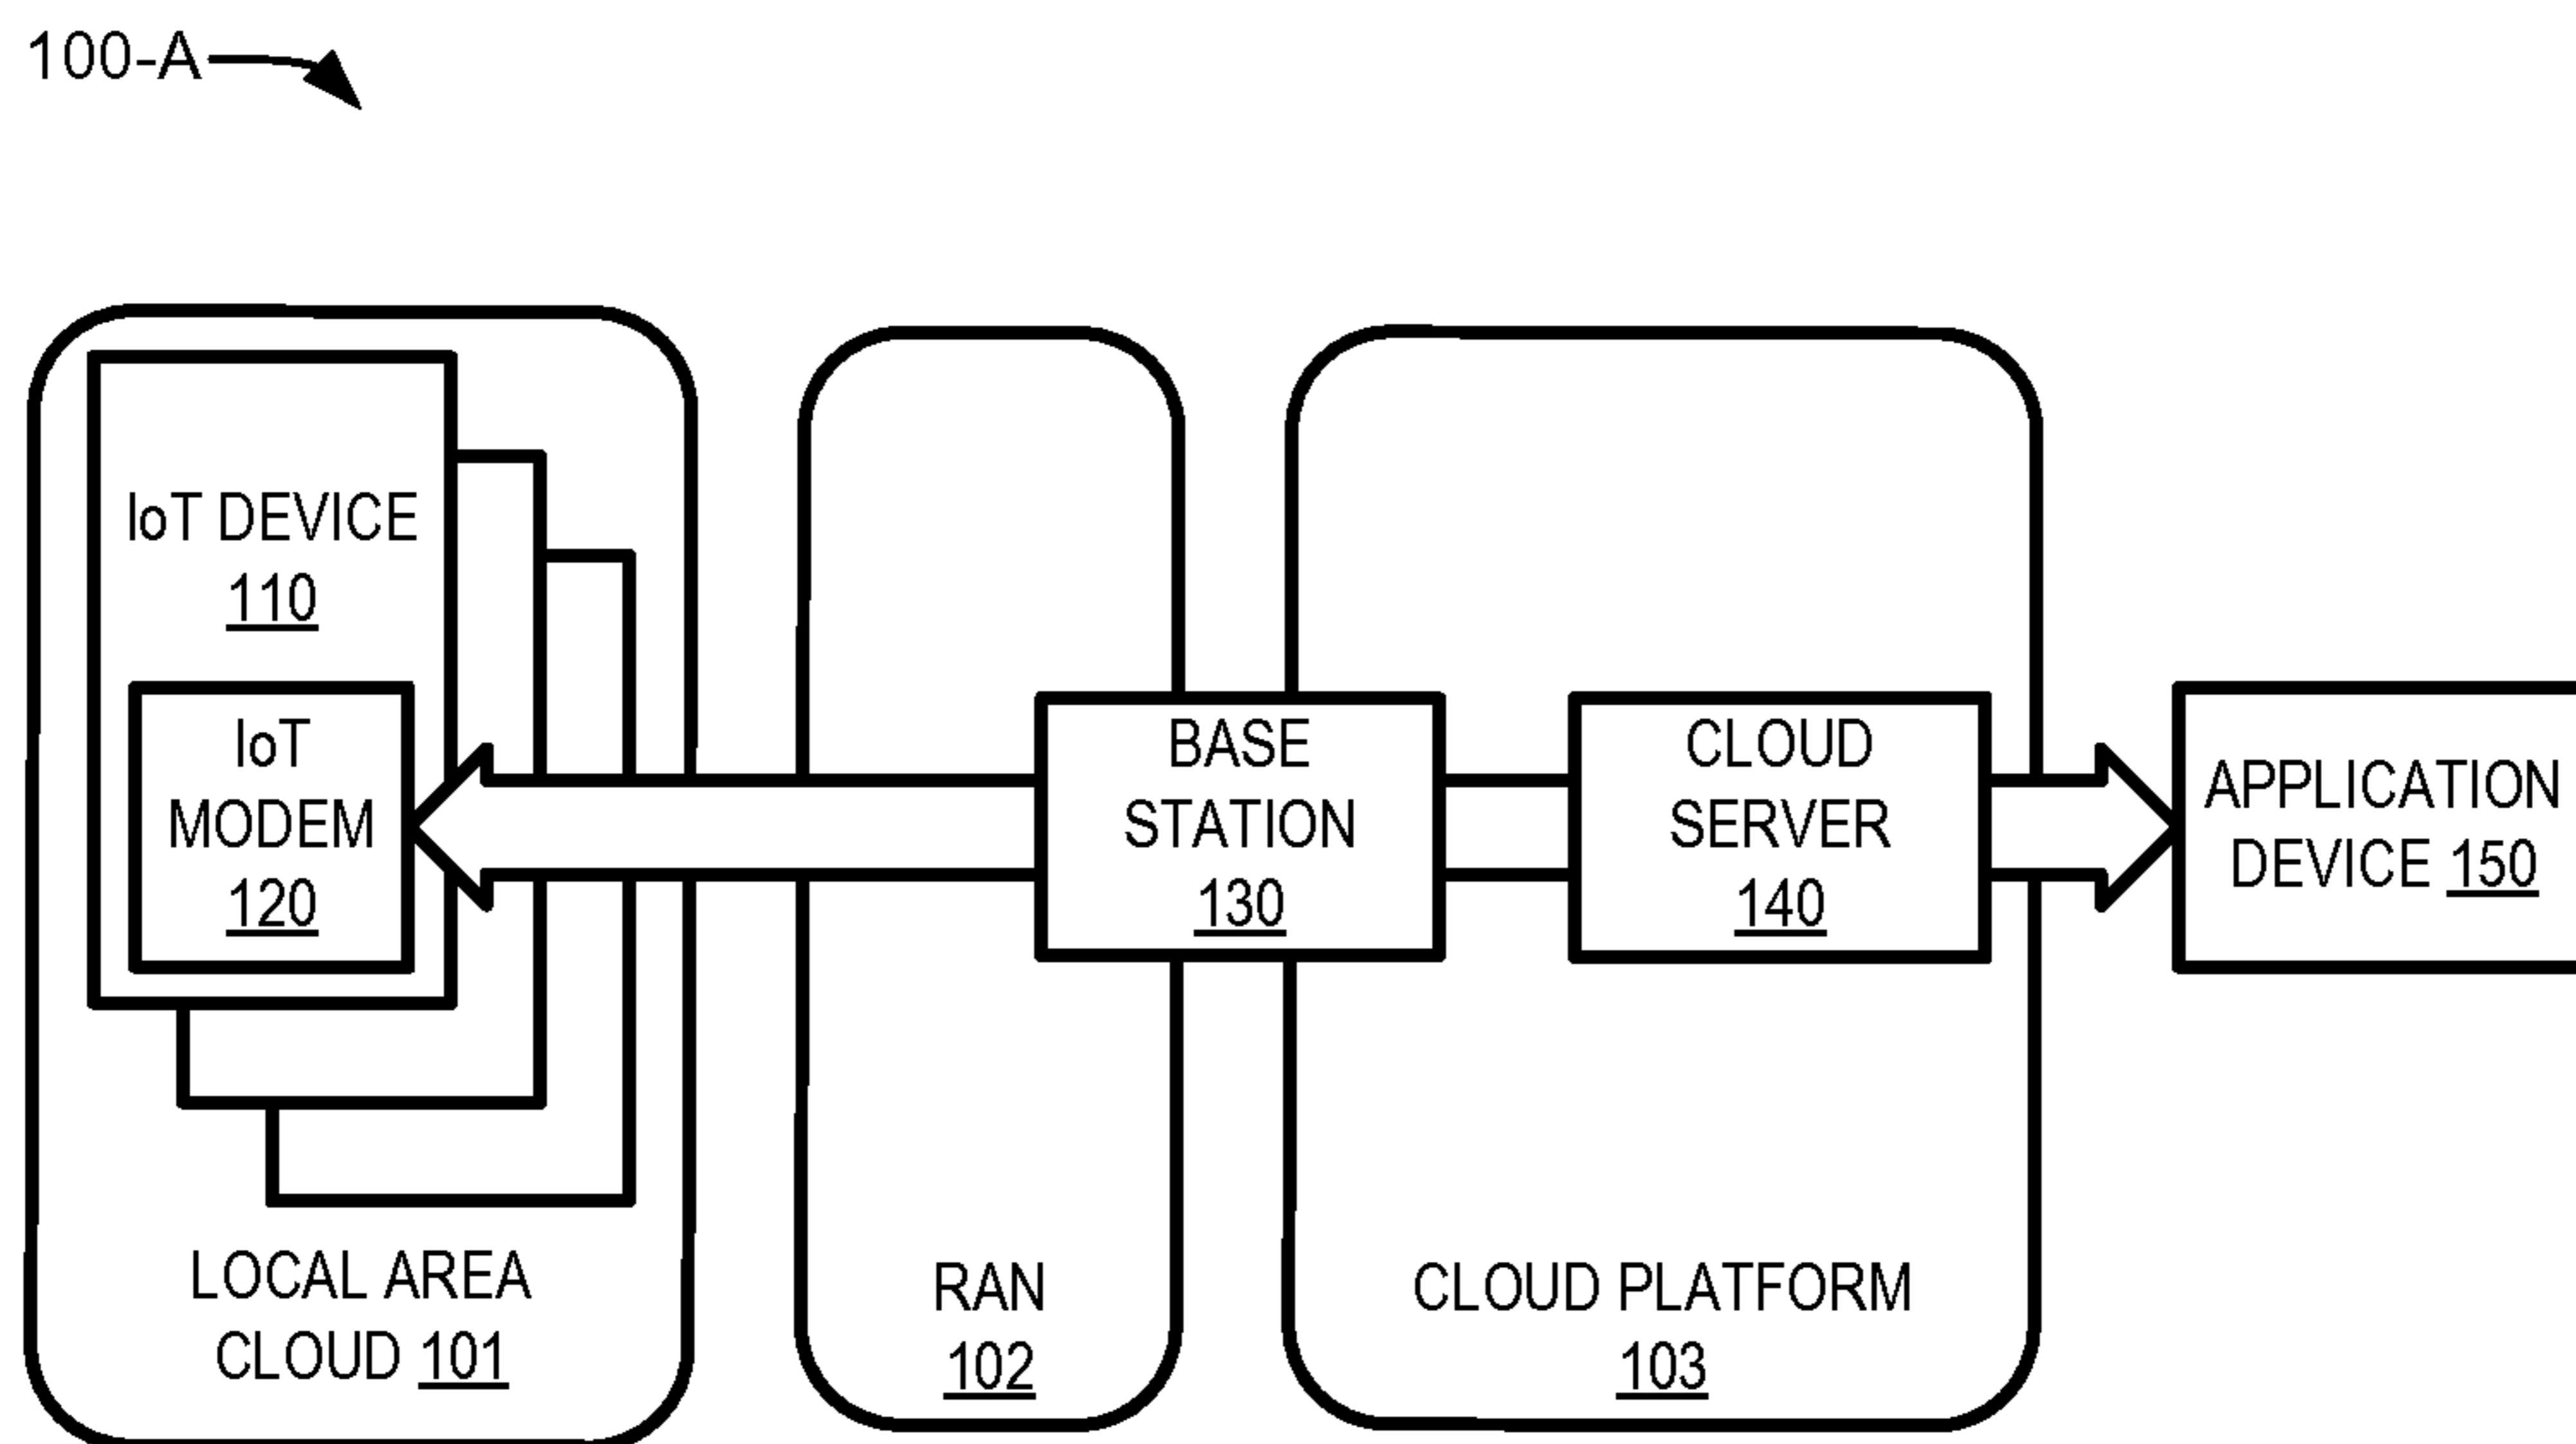 100-A
IoT DEVICE
110
IoT
MODEM
120
LOCAL AREA
CLOUD 101
RAN
102
BASE
STATION
130
CLOUD
SERVER
140
CLOUD PLATFORM
103
APPLICATION
DEVICE 150